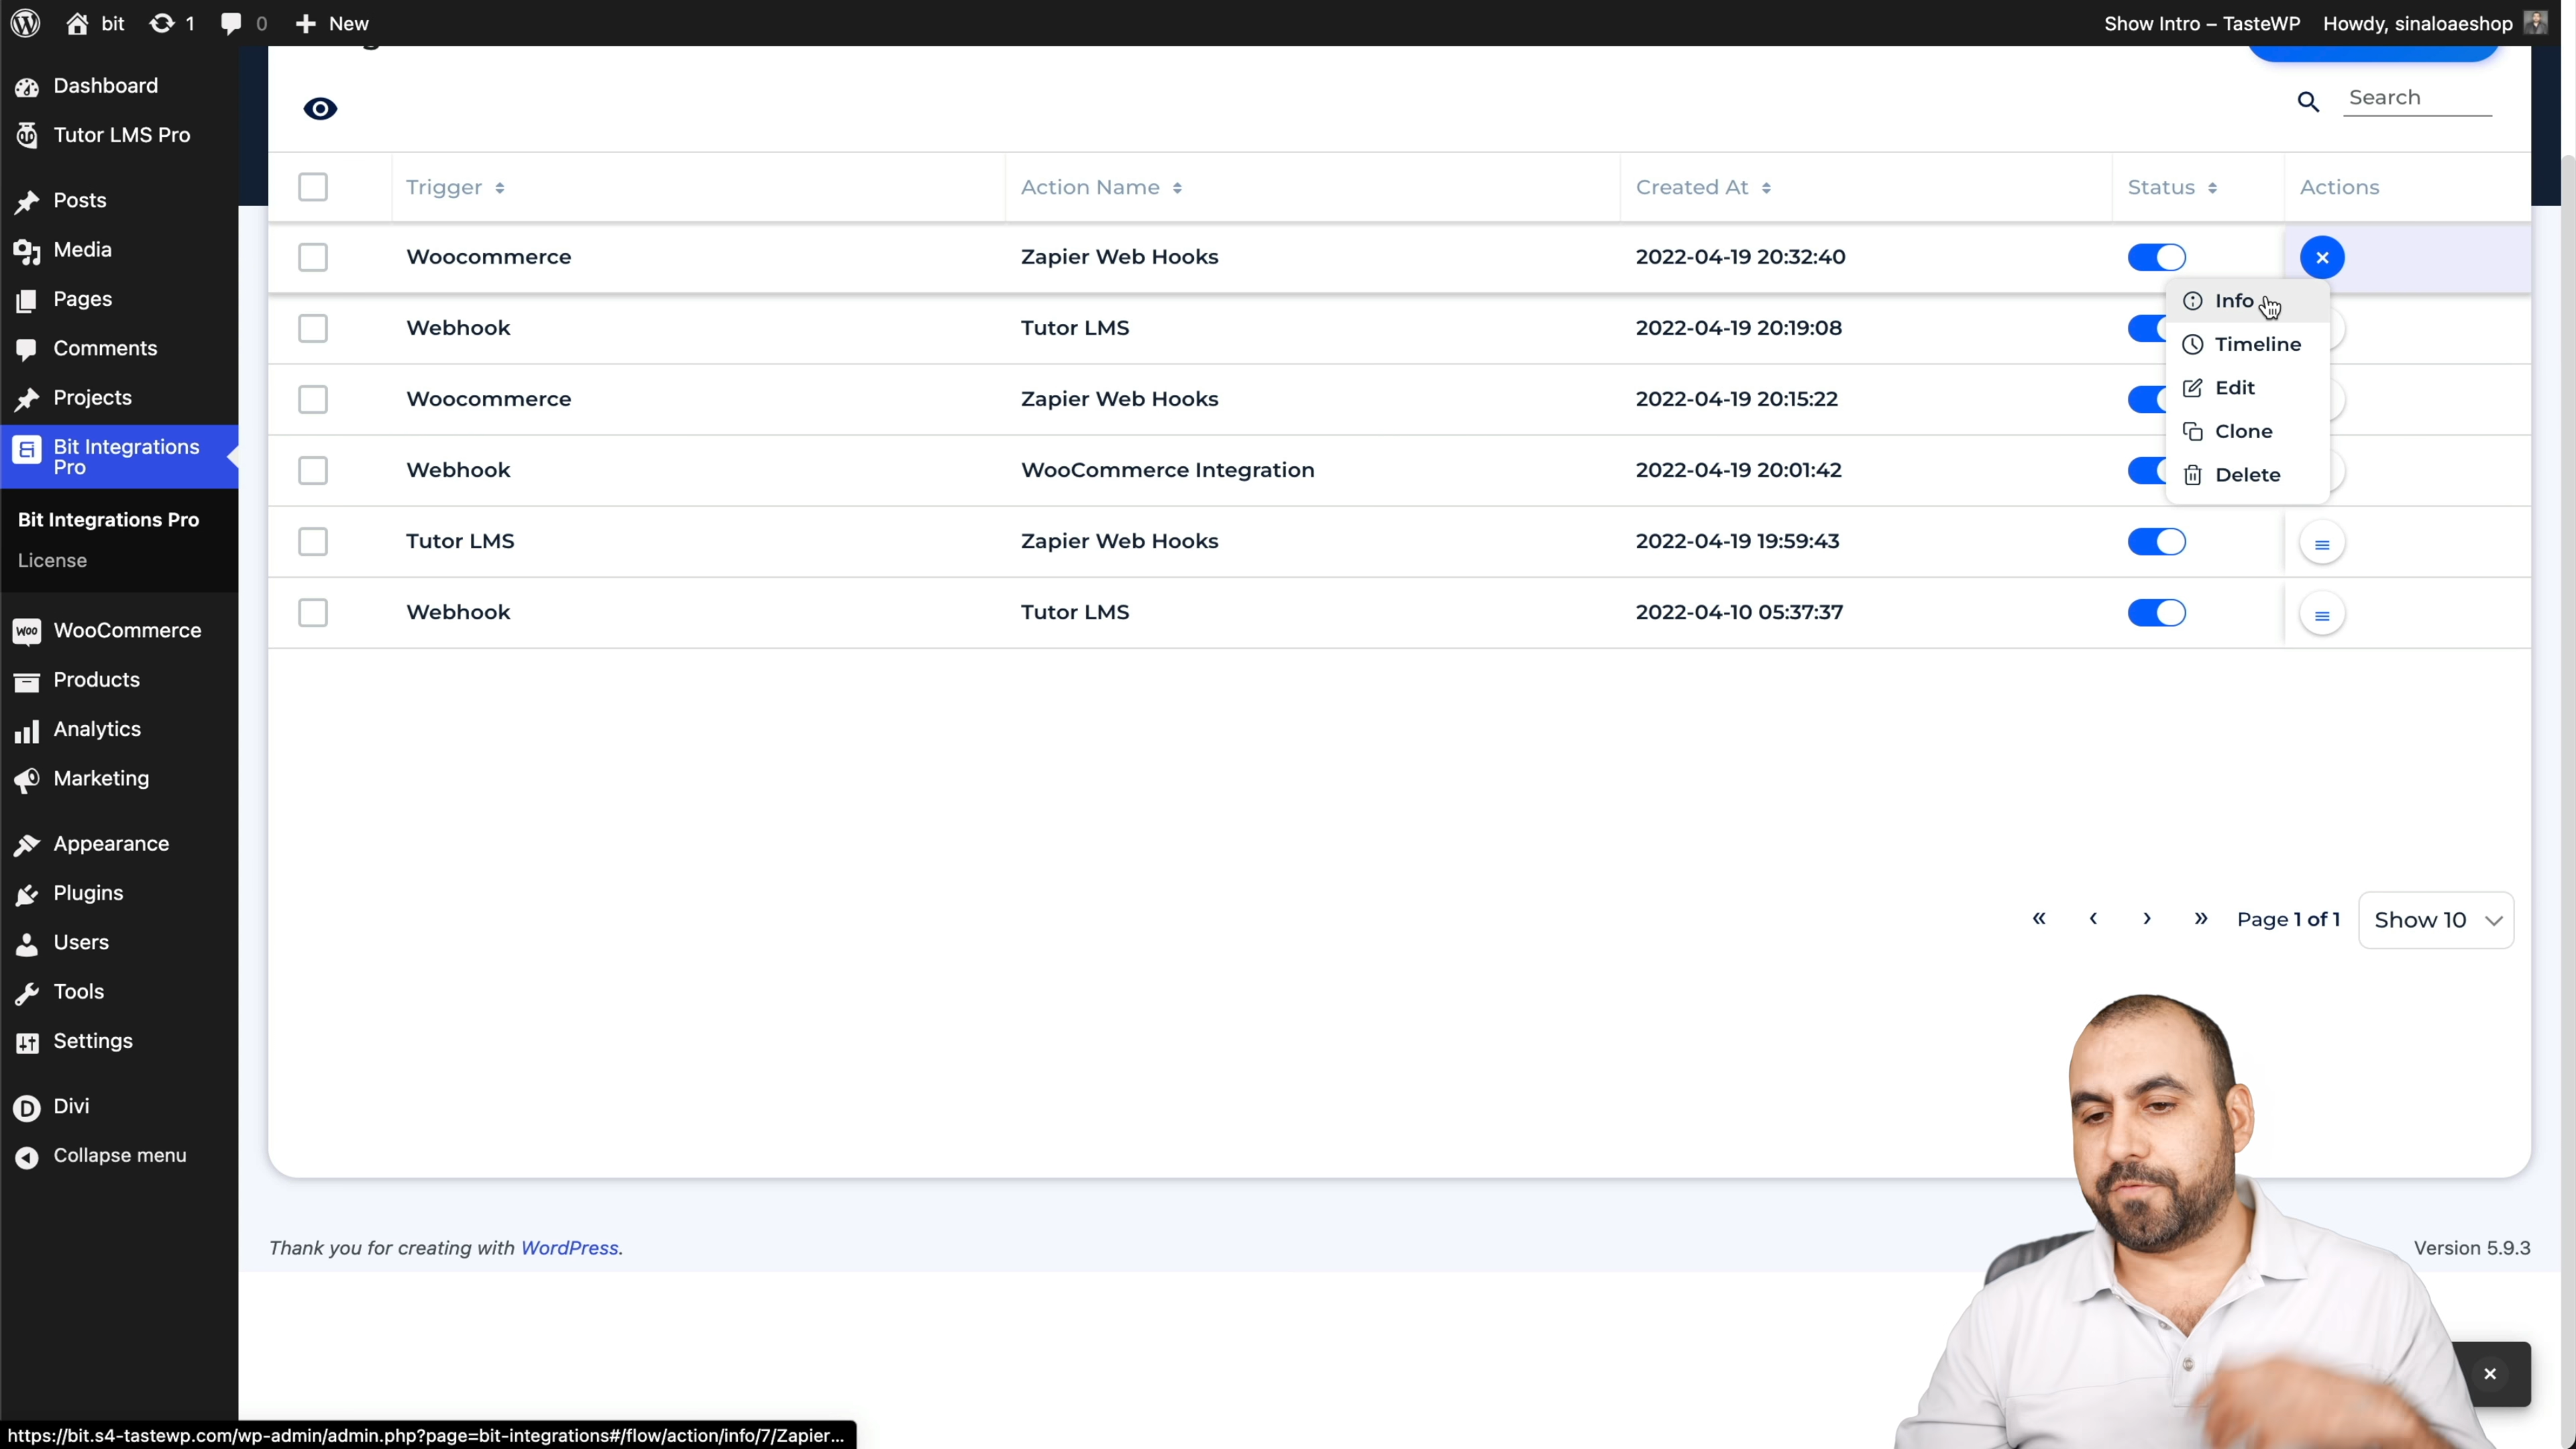 bit 1 0 New Show Intro – TasteWP Howdy, sinaloaeshop
Dashboard
Tutor LMS Pro
Posts
Media
Pages
Comments
Projects
Bit Integrations
Pro
Bit Integrations Pro
License
WooCommerce
Products
Analytics
Marketing
Appearance
Plugins
Users
Tools
Settings
Divi
Collapse menu
Search
Trigger Action Name Created At Status Actions
Woocommerce Zapier Web Hooks 2022-04-19 20:32:40
Webhook Tutor LMS 2022-04-19 20:19:08
Woocommerce Zapier Web Hooks 2022-04-19 20:15:22
Webhook WooCommerce Integration 2022-04-19 20:01:42
Tutor LMS Zapier Web Hooks 2022-04-19 19:59:43
Webhook Tutor LMS 2022-04-10 05:37:37
Info
Timeline
Edit
Clone
Delete
« ‹ › » Page 1 of 1 Show 10
Thank you for creating with WordPress. Version 5.9.3
https://bit.s4-tastewp.com/wp-admin/admin.php?page=bit-integrations#/flow/action/info/7/Zapier...